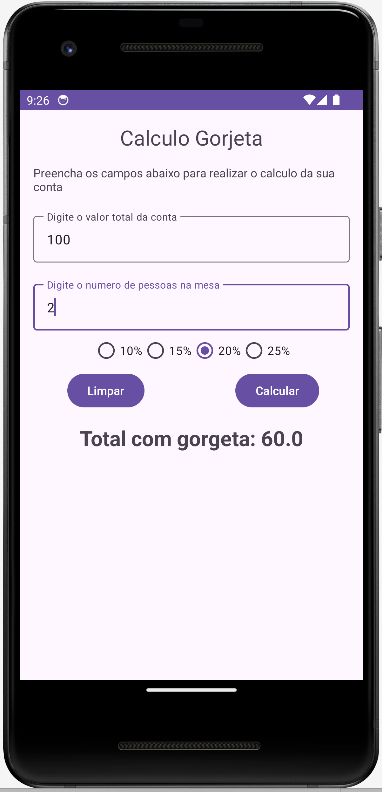 9:26
Calculo Gorjeta
Preencha os campos abaixo para realizar o calculo da sua
conta
Digite o valor total da conta
100
Digite o numero de pessoas na mesa
2
10% 15% 20% 25%
Limpar Calcular
Total com gorgeta: 60.0